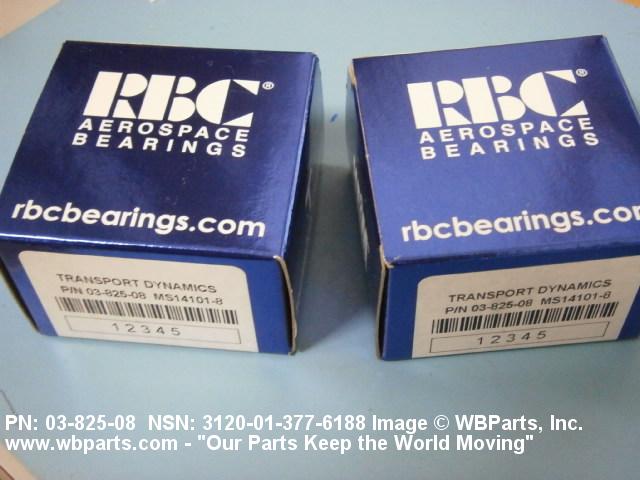 RBC®
AEROSPACE
BEARINGS
rbcbearings.com
TRANSPORT DYNAMICS
P/N 03-825-08 MS14101-8
12345
RBC®
AEROSPACE
BEARINGS
rbcbearings.com
TRANSPORT DYNAMICS
P/N 03-825-08 MS14101-8
12345
PN: 03-825-08 NSN: 3120-01-377-6188 Image © WBParts, Inc.
www.wbparts.com - "Our Parts Keep the World Moving"